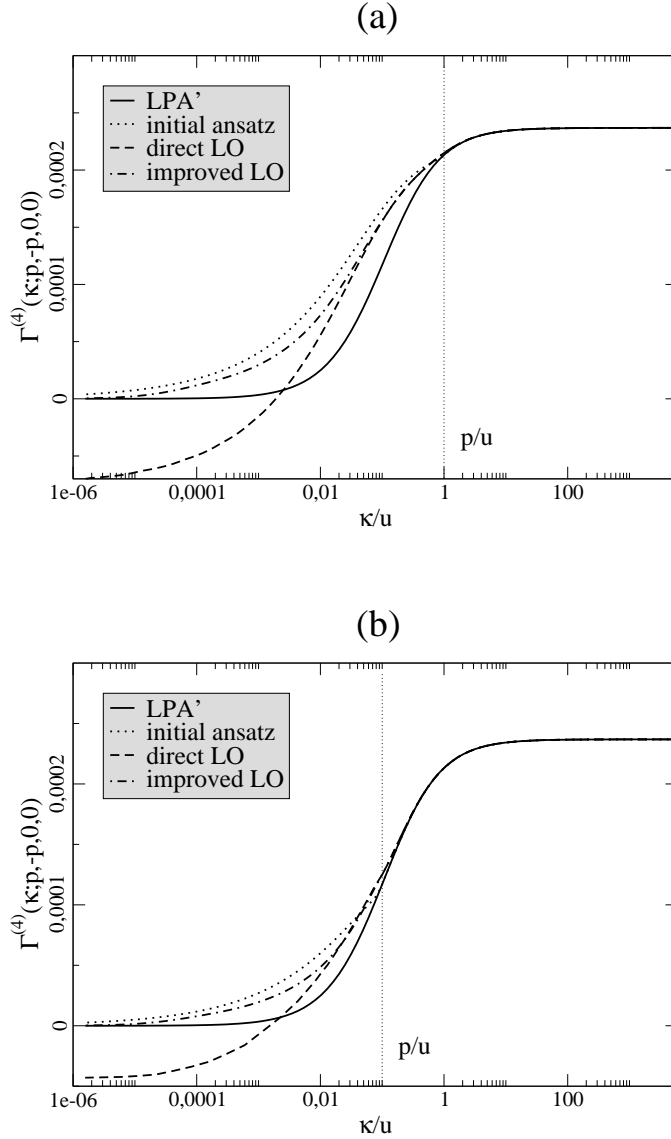 (a)
LPA’
initial ansatz
direct LO
improved LO
0,0002
0,0001
0
Γ(4)(κ;p,-p,0,0)
p/u
1e-06
0,0001
0,01
1
100
κ/u
(b)
LPA’
initial ansatz
direct LO
improved LO
0,0002
0,0001
0
Γ(4)(κ;p,-p,0,0)
p/u
1e-06
0,0001
0,01
1
100
κ/u